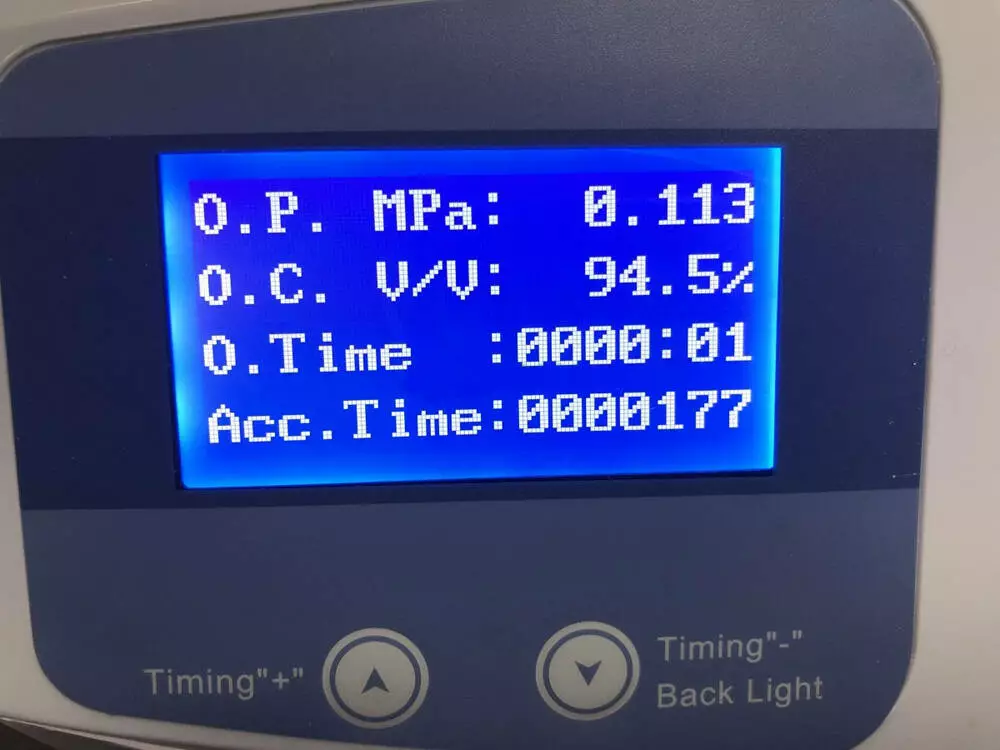 O.P. MPa: 0.113
O.C. V/V: 94.5%
O.Time :0000:01
Acc.Time:0000177
Timing"+"
Timing"-"
Back Light